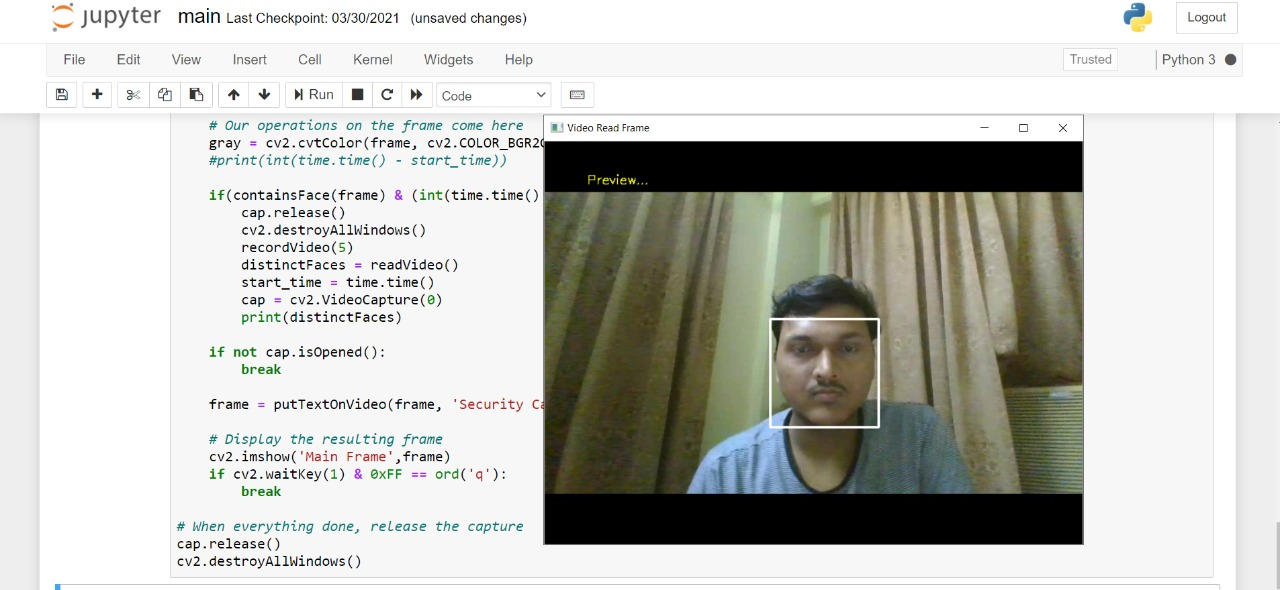 jupyter main Last Checkpoint: 03/30/2021 (unsaved changes)
Logout
File Edit View Insert Cell Kernel Widgets Help
Trusted
Python 3
Run
Code
# Our operations on the frame come here
gray = cv2.cvtColor(frame, cv2.COLOR_BGR2
#print(int(time.time() - start_time))
if(containsFace(frame) & (int(time.time()
cap.release()
cv2.destroyAllWindows()
recordVideo(5)
distinctFaces = readVideo()
start_time = time.time()
cap = cv2.VideoCapture(0)
print(distinctFaces)
if not cap.isOpened():
break
frame = putTextOnVideo(frame, 'Security Ca
# Display the resulting frame
cv2.imshow('Main Frame',frame)
if cv2.waitKey(1) & 0xFF == ord('q'):
break
# When everything done, release the capture
cap.release()
cv2.destroyAllWindows()
Video Read Frame
Preview...